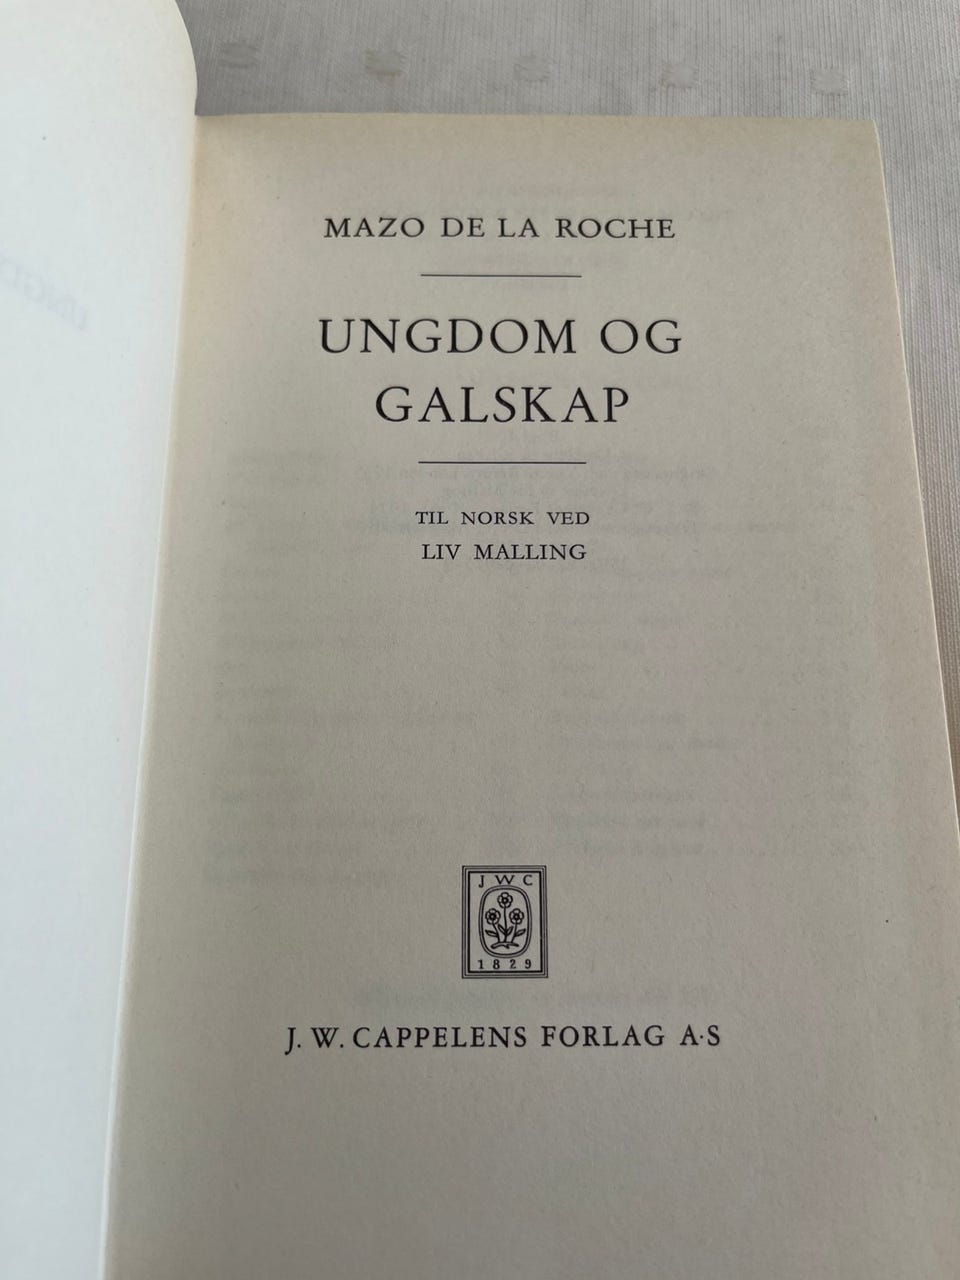 MAZO DE LA ROCHE
UNGDOM OG
GALSKAP
TIL NORSK VED
LIV MALLING
JWC
1829
J. W. CAPPELENS FORLAG A·S